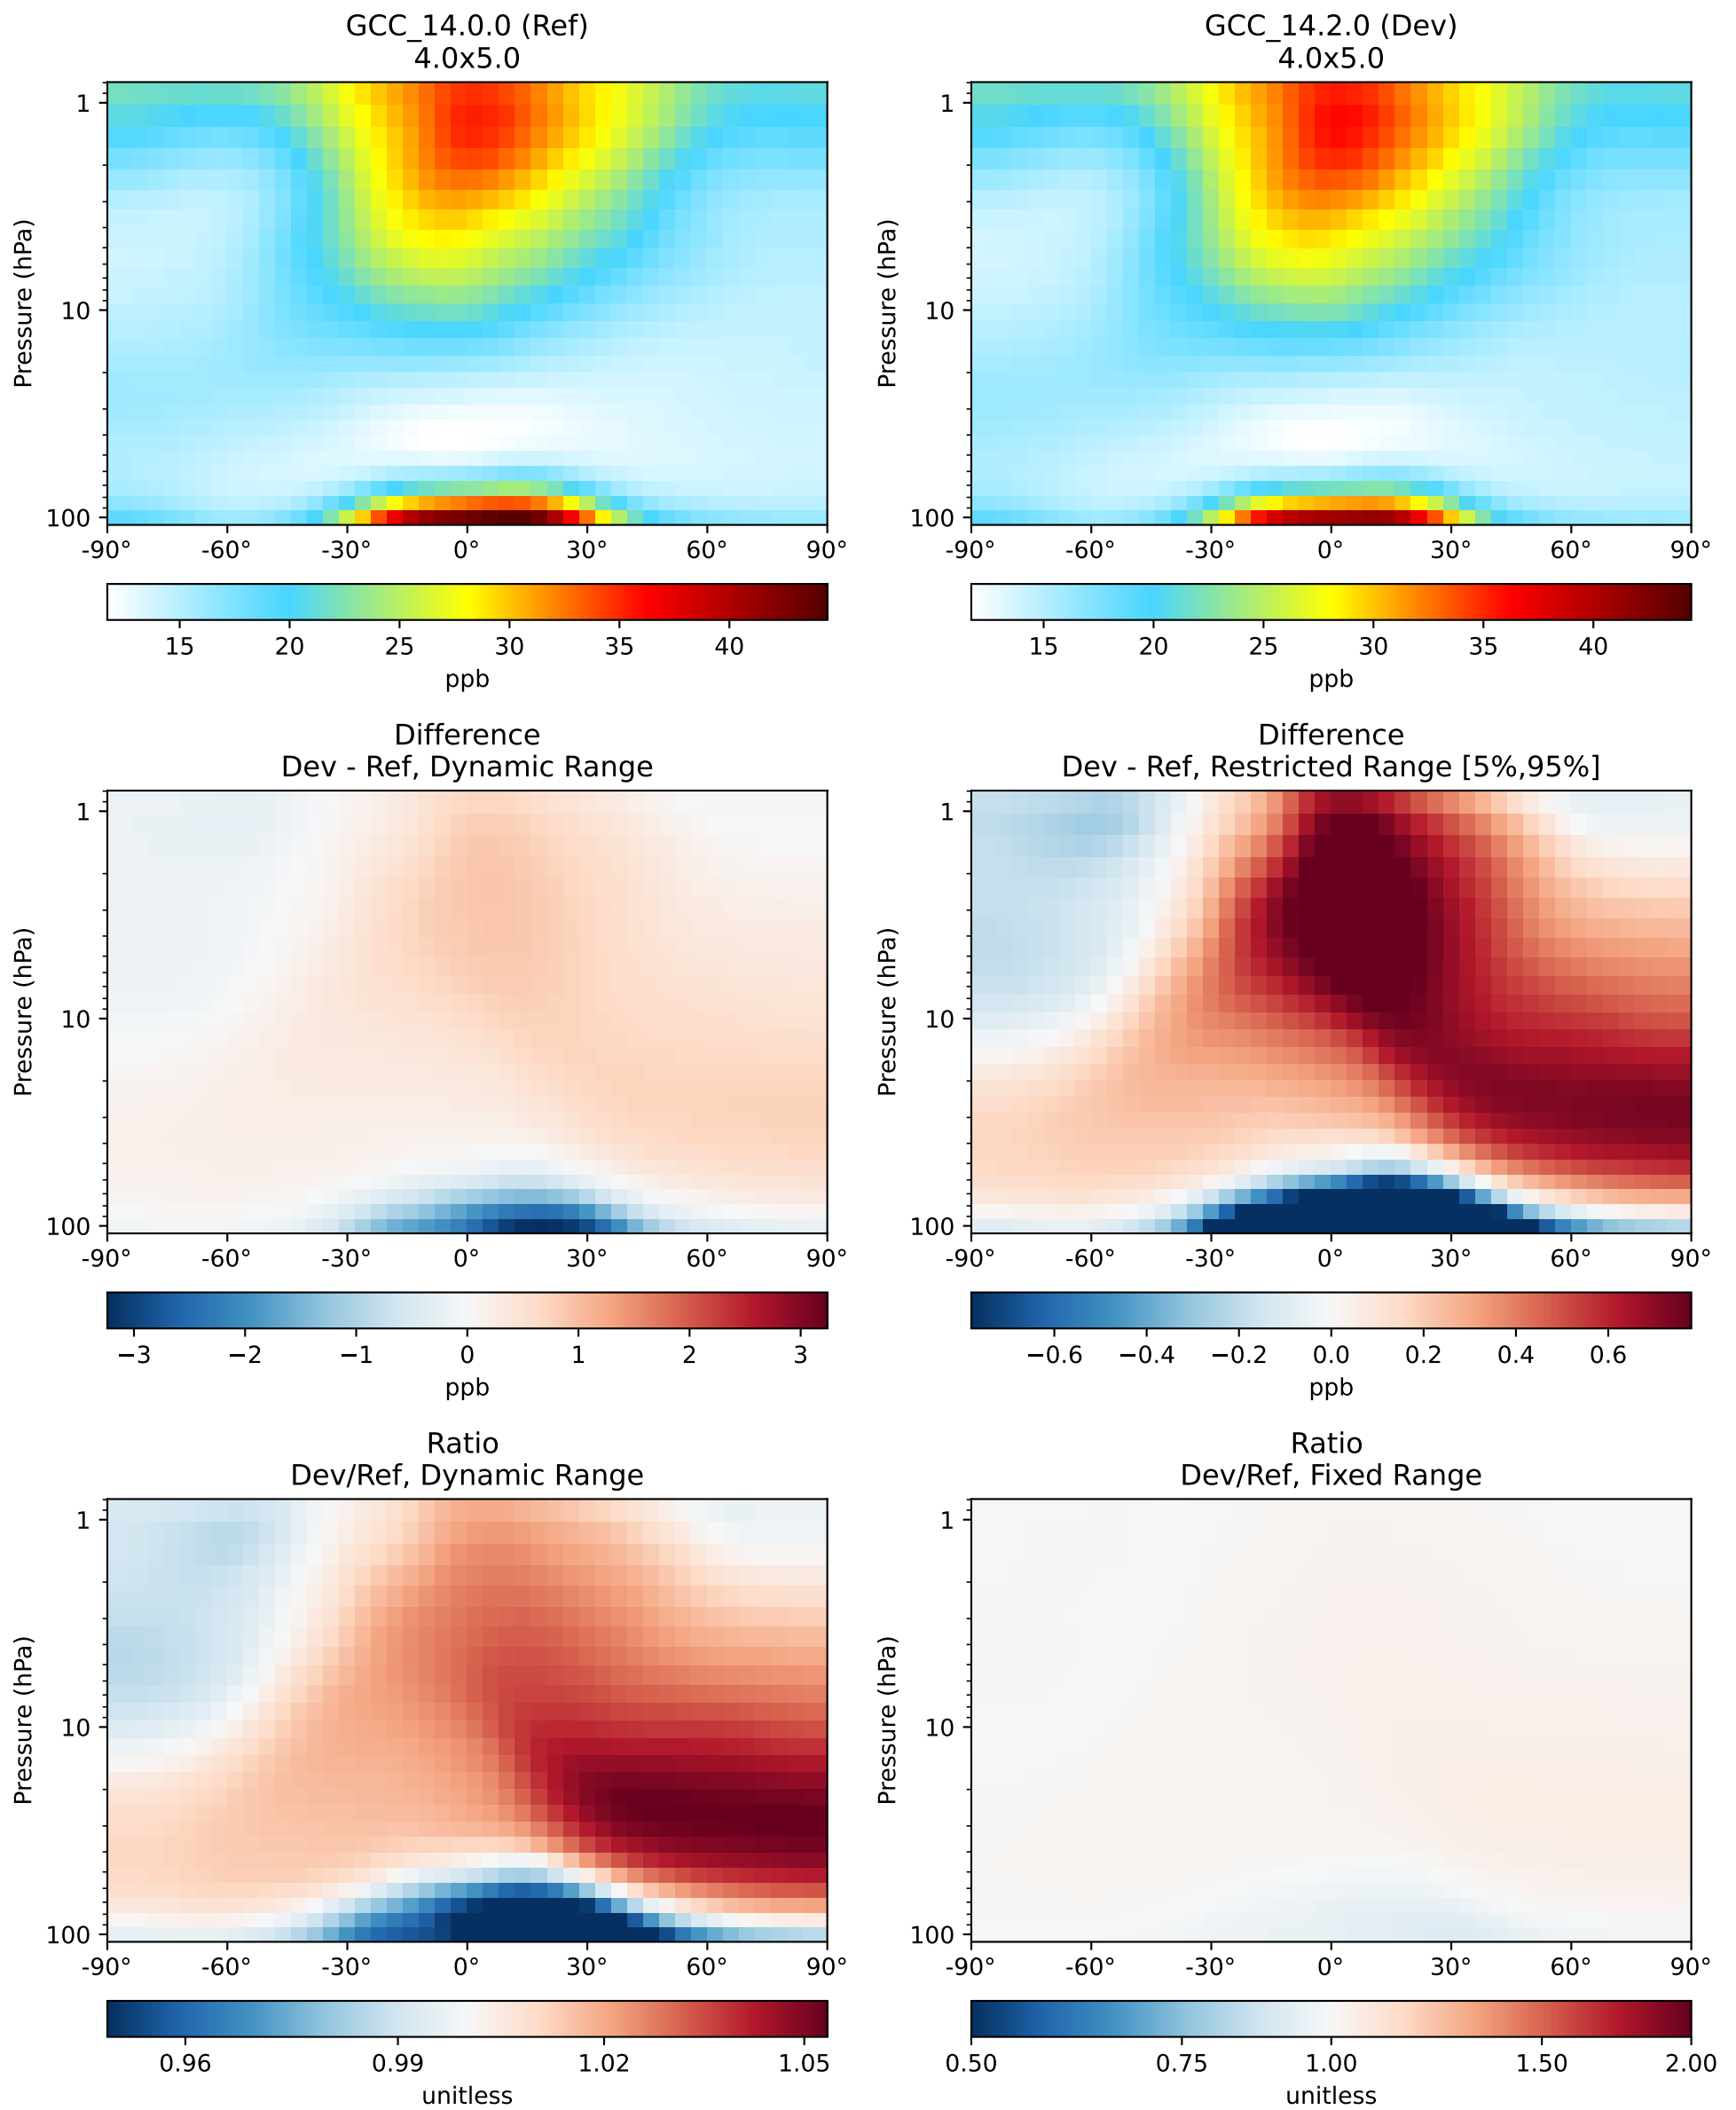 GCC_14.0.0 (Ref)
4.0x5.0
Pressure (hPa)
1
10
100
-90° -60° -30° 0° 30° 60° 90°
15 20 25 30 35 40
ppb
GCC_14.2.0 (Dev)
4.0x5.0
Pressure (hPa)
1
10
100
-90° -60° -30° 0° 30° 60° 90°
15 20 25 30 35 40
ppb
Difference
Dev - Ref, Dynamic Range
Pressure (hPa)
1
10
100
-90° -60° -30° 0° 30° 60° 90°
−3 −2 −1 0 1 2 3
ppb
Difference
Dev - Ref, Restricted Range [5%,95%]
Pressure (hPa)
1
10
100
-90° -60° -30° 0° 30° 60° 90°
−0.6 −0.4 −0.2 0.0 0.2 0.4 0.6
ppb
Ratio
Dev/Ref, Dynamic Range
Pressure (hPa)
1
10
100
-90° -60° -30° 0° 30° 60° 90°
0.96 0.99 1.02 1.05
unitless
Ratio
Dev/Ref, Fixed Range
Pressure (hPa)
1
10
100
-90° -60° -30° 0° 30° 60° 90°
0.50 0.75 1.00 1.50 2.00
unitless